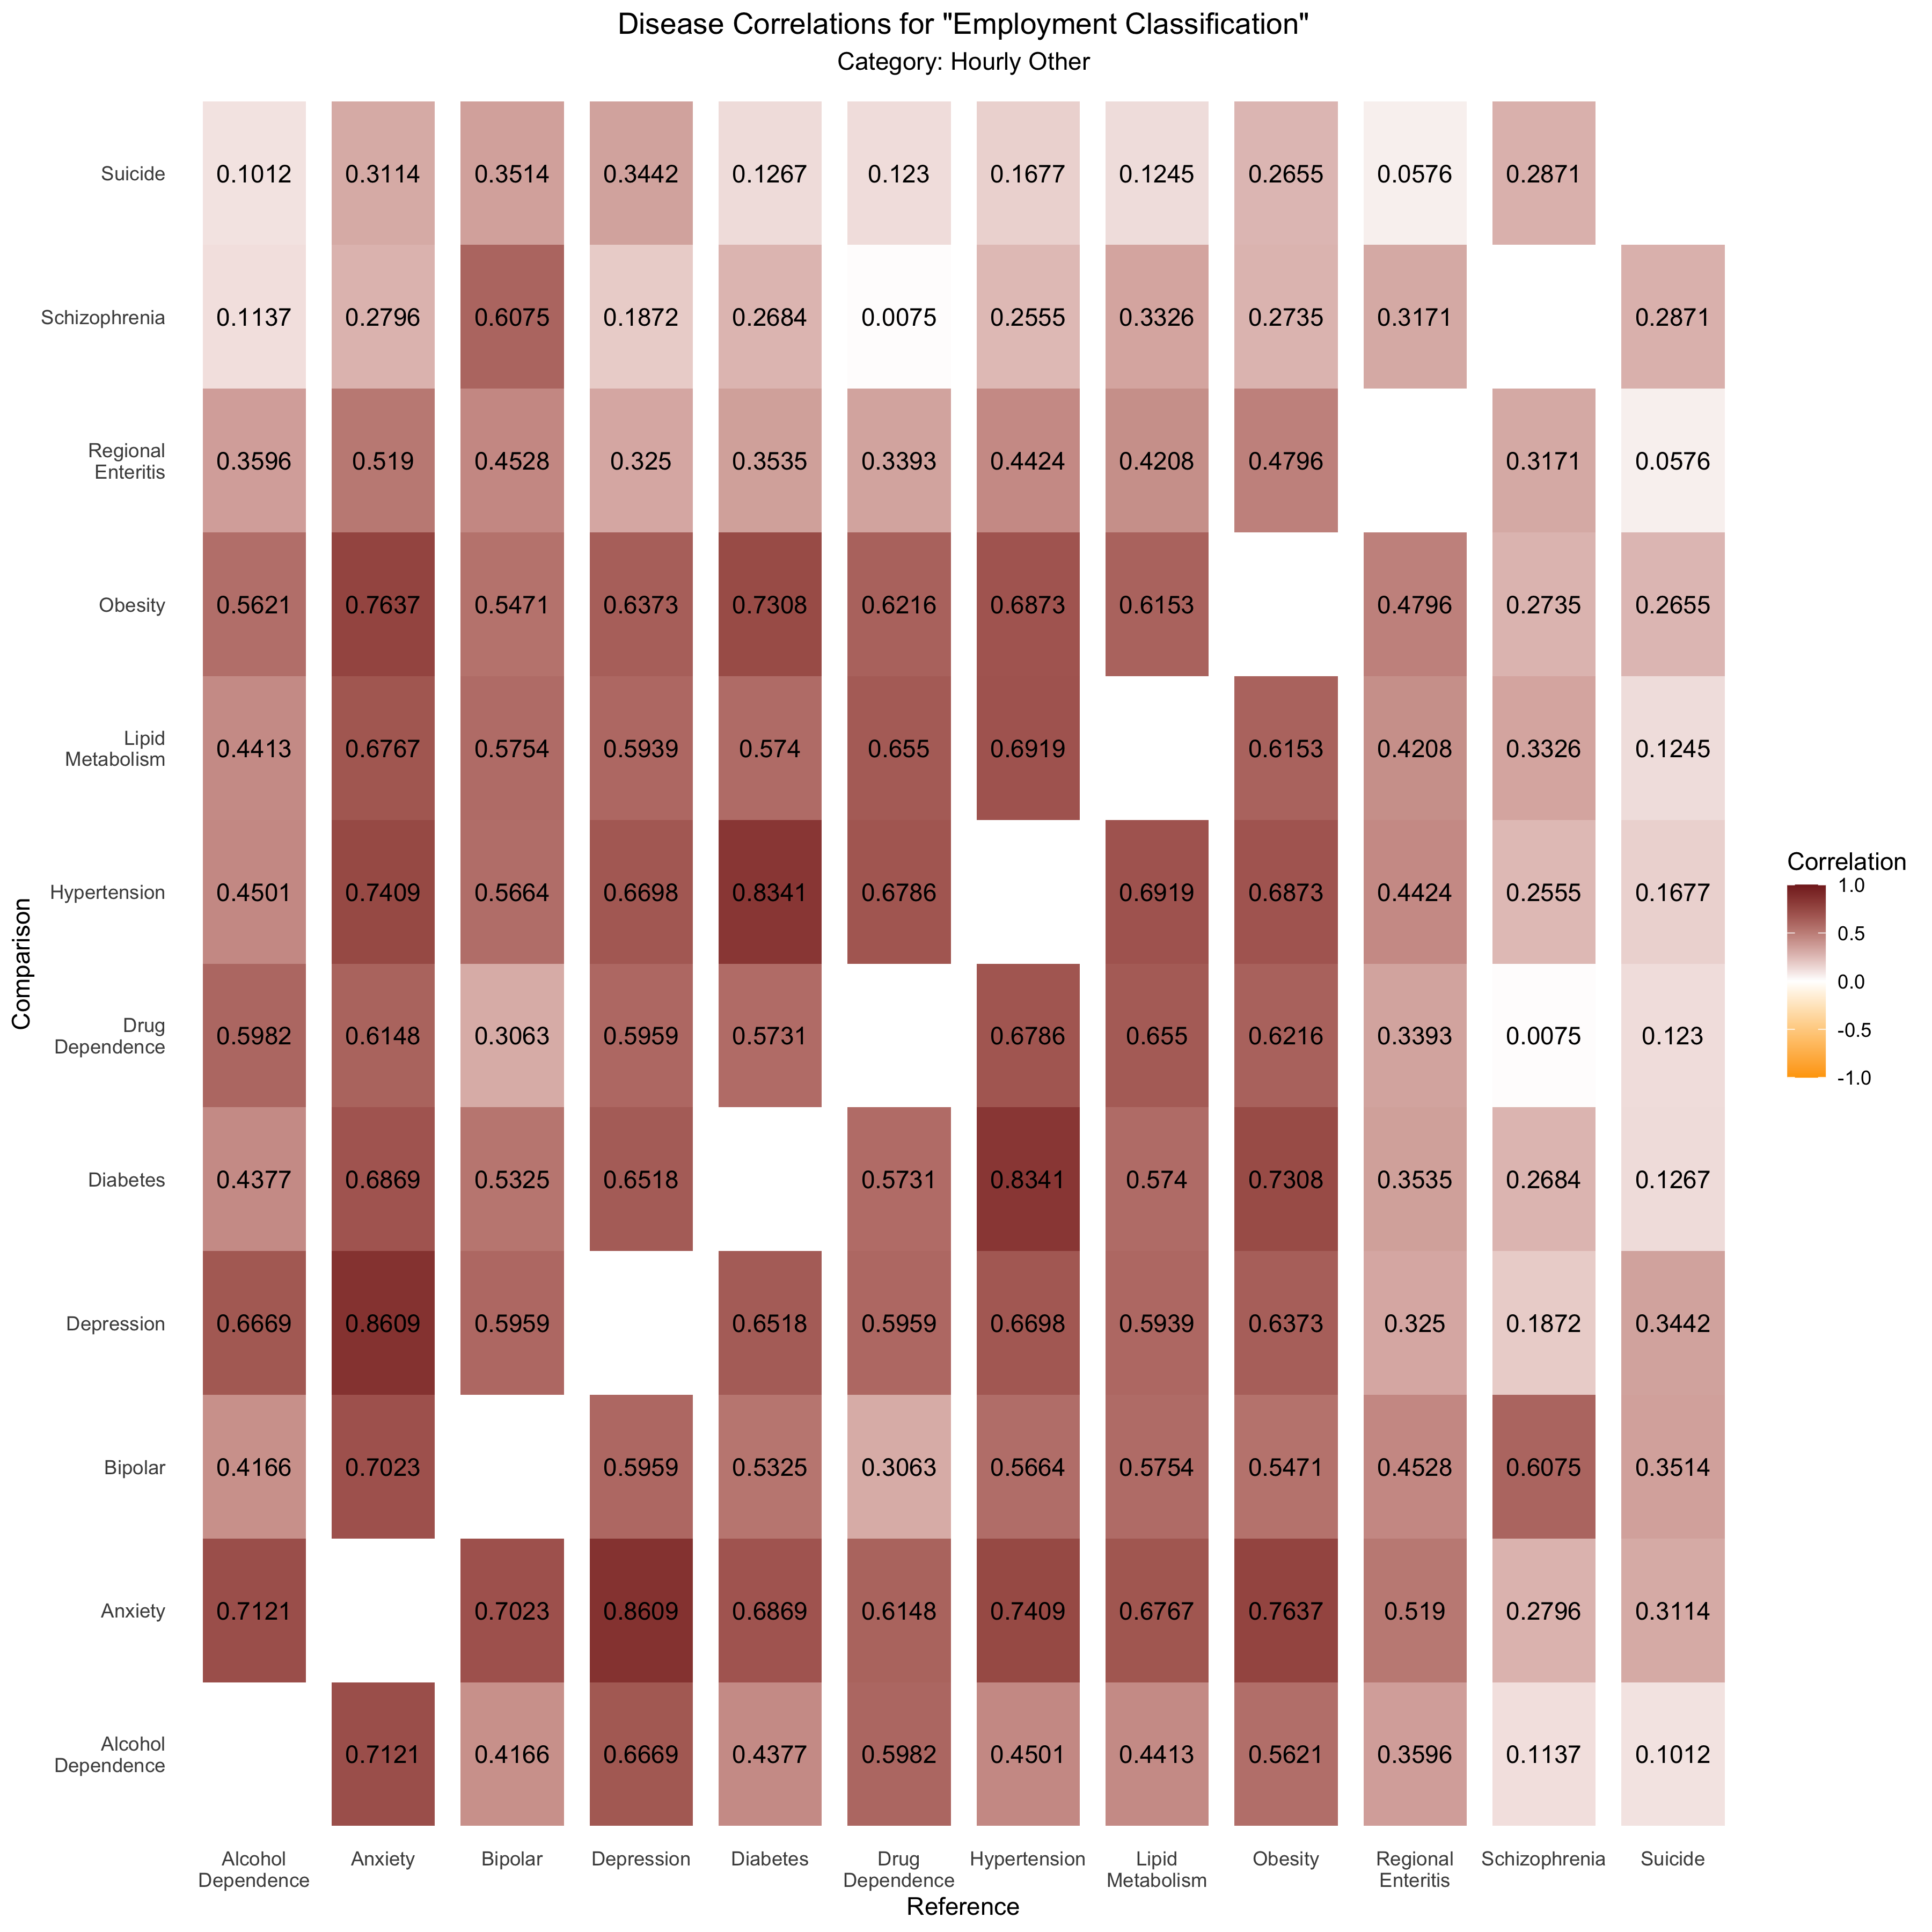 Disease Correlations for "Employment Classification"
Category: Hourly Other
Comparison
Suicide
0.1012 0.3114 0.3514 0.3442 0.1267 0.123 0.1677 0.1245 0.2655 0.0576 0.2871
Schizophrenia
0.1137 0.2796 0.6075 0.1872 0.2684 0.0075 0.2555 0.3326 0.2735 0.3171 0.2871
Regional
Enteritis
0.3596 0.519 0.4528 0.325 0.3535 0.3393 0.4424 0.4208 0.4796 0.3171 0.0576
Obesity
0.5621 0.7637 0.5471 0.6373 0.7308 0.6216 0.6873 0.6153 0.4796 0.2735 0.2655
Lipid
Metabolism
0.4413 0.6767 0.5754 0.5939 0.574 0.655 0.6919 0.6153 0.4208 0.3326 0.1245
Hypertension
0.4501 0.7409 0.5664 0.6698 0.8341 0.6786 0.6919 0.6873 0.4424 0.2555 0.1677
Drug
Dependence
0.5982 0.6148 0.3063 0.5959 0.5731 0.6786 0.655 0.6216 0.3393 0.0075 0.123
Diabetes
0.4377 0.6869 0.5325 0.6518 0.5731 0.8341 0.574 0.7308 0.3535 0.2684 0.1267
Depression
0.6669 0.8609 0.5959 0.6518 0.5959 0.6698 0.5939 0.6373 0.325 0.1872 0.3442
Bipolar
0.4166 0.7023 0.5959 0.5325 0.3063 0.5664 0.5754 0.5471 0.4528 0.6075 0.3514
Anxiety
0.7121 0.7023 0.8609 0.6869 0.6148 0.7409 0.6767 0.7637 0.519 0.2796 0.3114
Alcohol
Dependence
0.7121 0.4166 0.6669 0.4377 0.5982 0.4501 0.4413 0.5621 0.3596 0.1137 0.1012
Alcohol
Dependence
Anxiety
Bipolar
Depression
Diabetes
Drug
Dependence
Hypertension
Lipid
Metabolism
Obesity
Regional
Enteritis
Schizophrenia
Suicide
Reference
Correlation
1.0
0.5
0.0
-0.5
-1.0